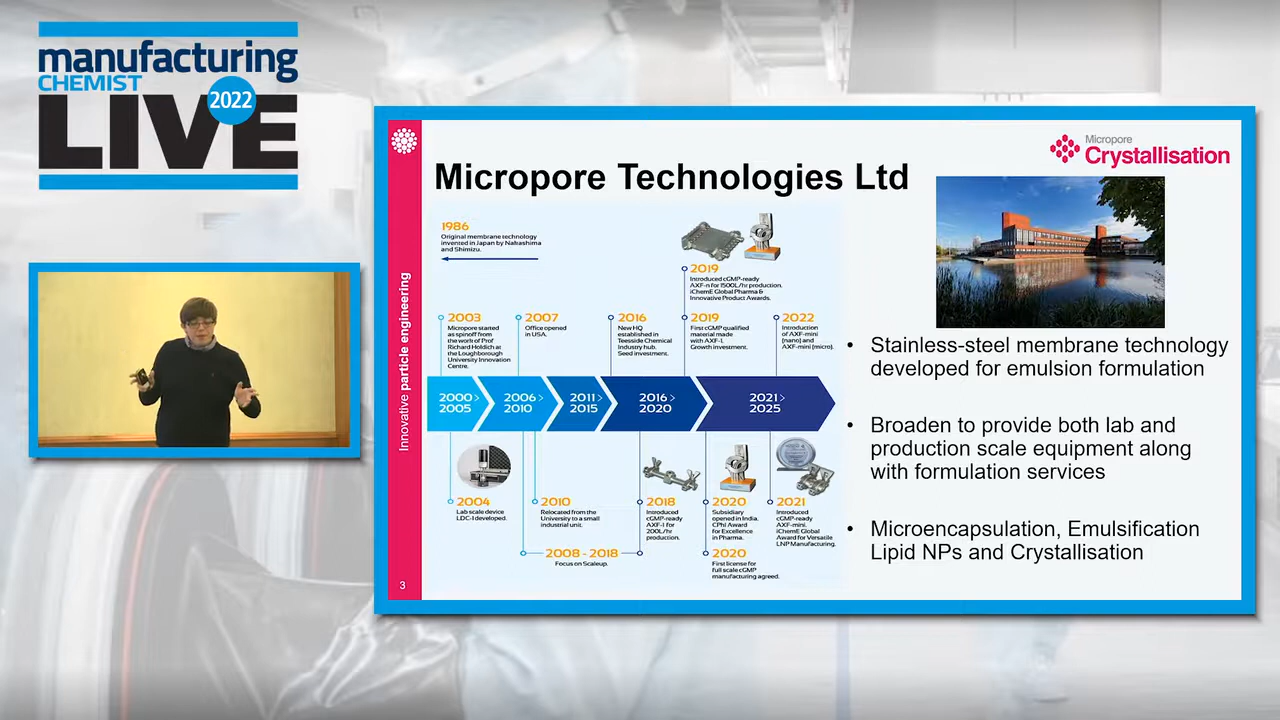 manufacturing
CHEMIST
LIVE
2022
Innovative particle engineering
3
Micropore
Crystallisation
Micropore Technologies Ltd
1986
Original membrane technology
invented in Japan by Nakashima
and Shimizu.
2019
Introduced cGMP-ready
AXF-n for 1500L/hr production.
iChemE Global Pharma &
Innovative Product Awards.
2003
Micropore started
as spinoff from
the work of Prof
Richard Holdich at
the Loughborough
University Innovation
Centre.
2007
Office opened
in USA.
2016
New HQ
established in
Teesside Chemical
Industry hub.
Seed investment.
2019
First cGMP qualified
material made
with AXF-1.
Growth investment.
2022
Introduction
of AXF-mini
(nano) and
AXF-mini (micro).
2000>
2005
2006 >
2010
2011 >
2015
2016 >
2020
2021 >
2025
2004
Lab scale device
LDC-1 developed.
2010
Relocated from the
University to a small
industrial unit.
2018
Introduced
cGMP-ready
AXF-1 for
200L/hr
production.
2020
Subsidiary
opened in India.
CPhI Award
for Excellence
in Pharma.
2021
Introduced
cGMP-ready
AXF-mini.
iChemE Global
Award for Versatile
LNP Manufacturing.
2008 - 2018
Focus on Scaleup.
2020
First license for
full scale cGMP
manufacturing agreed.
• Stainless-steel membrane technology
developed for emulsion formulation
• Broaden to provide both lab and
production scale equipment along
with formulation services
• Microencapsulation, Emulsification
Lipid NPs and Crystallisation